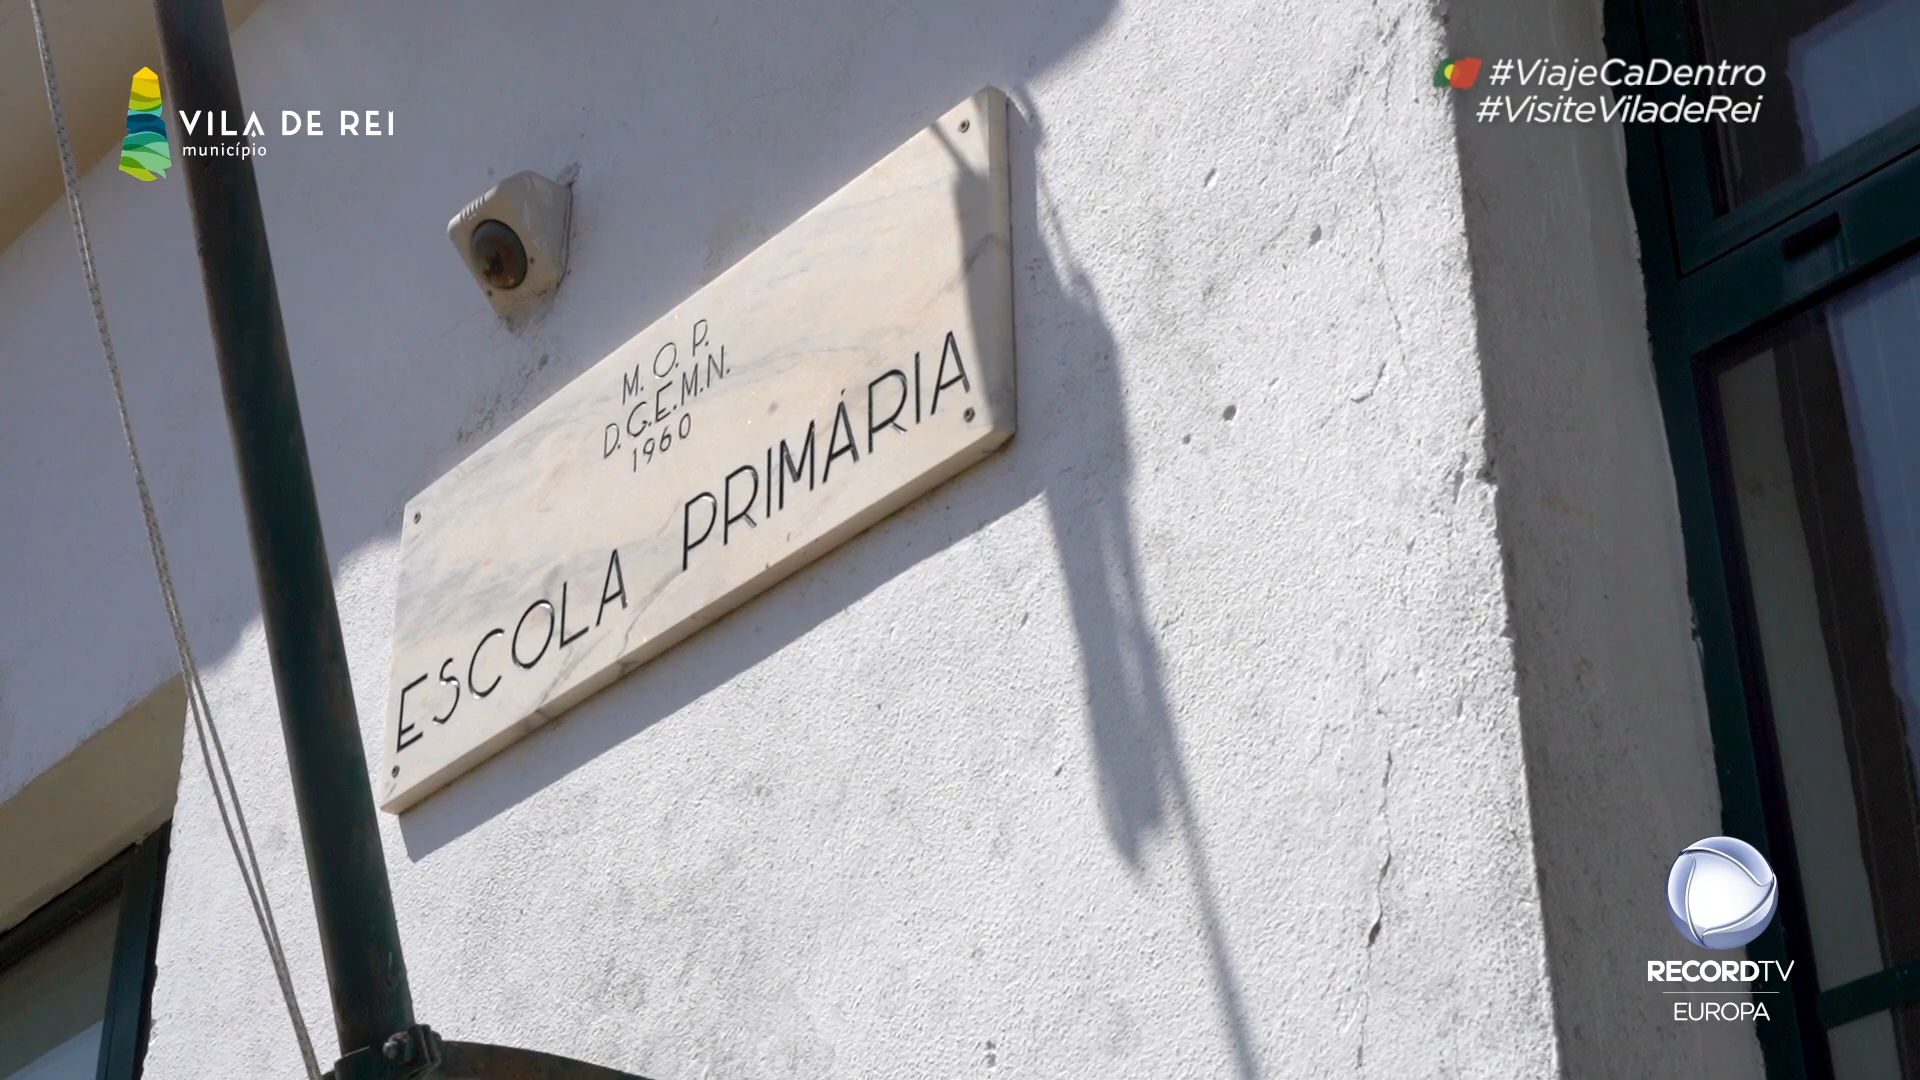 VILA DE REI
município
#ViajeCaDentro
#VisiteViladeRei
M. O. P.
D. G. E. M. N.
1960
ESCOLA PRIMÁRIA
RECORDTV
EUROPA